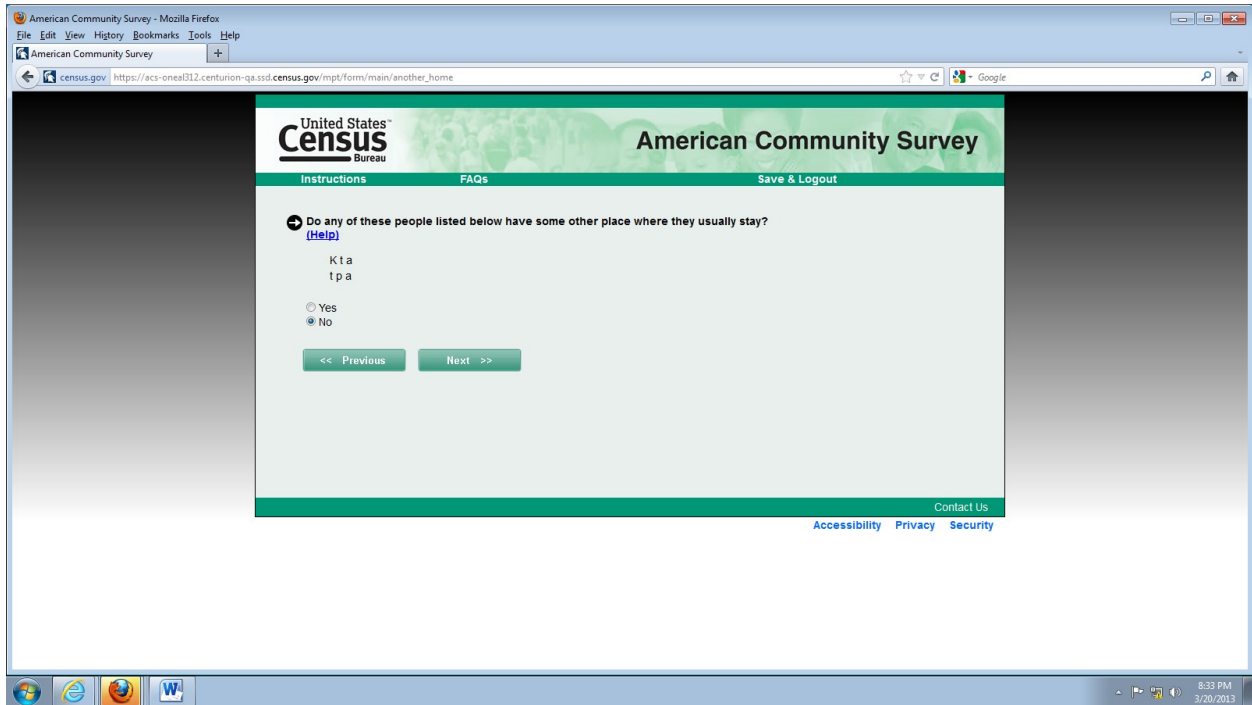 American Community Survey - Mozilla Firefox
File Edit View History Bookmarks Tools Help
American Community Survey +
census.gov https://acs-oneal312.centurion-qa.ssd.census.gov/mpt/form/main/another_home Google
United States™
Census
Bureau
American Community Survey
Instructions FAQs Save & Logout
Do any of these people listed below have some other place where they usually stay?
(Help)
K t a
t p a
Yes
No
<< Previous Next >>
Contact Us
Accessibility Privacy Security
W
8:33 PM
3/20/2013